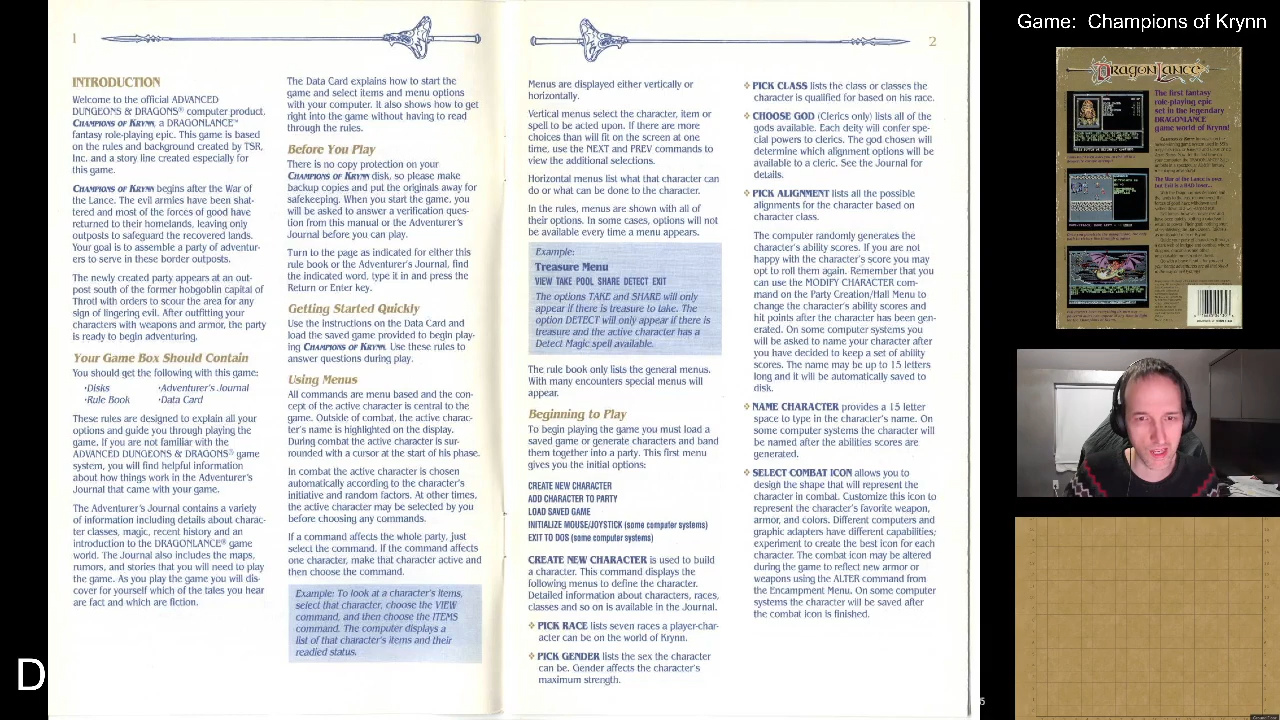 Game: Champions of Krynn
1
INTRODUCTION
Welcome to the official ADVANCED
DUNGEONS & DRAGONS® computer product,
CHAMPIONS OF KRYNN, a DRAGONLANCE™
fantasy role-playing epic. This game is based
on the rules and background created by TSR,
Inc. and a story line created especially for
this game.
CHAMPIONS OF KRYNN begins after the War of
the Lance. The evil armies have been shat-
tered and most of the forces of good have
returned to their homelands, leaving only
outposts to safeguard the recovered lands.
Your goal is to assemble a party of adventur-
ers to serve in these border outposts.
The newly created party appears at an out-
post south of the former hobgoblin capital of
Throtl with orders to scour the area for any
sign of lingering evil. After outfitting your
characters with weapons and armor, the party
is ready to begin adventuring.
Your Game Box Should Contain
You should get the following with this game:
•Disks •Adventurer's Journal
•Rule Book •Data Card
These rules are designed to explain all your
options and guide you through playing the
game. If you are not familiar with the
ADVANCED DUNGEONS & DRAGONS® game
system, you will find helpful information
about how things work in the Adventurer's
Journal that came with your game.
The Adventurer's Journal contains a variety
of information including details about charac-
ter classes, magic, recent history and an
introduction to the DRAGONLANCE® game
world. The Journal also includes the maps,
rumors, and stories that you will need to play
the game. As you play the game you will dis-
cover for yourself which of the tales you hear
are fact and which are fiction.
The Data Card explains how to start the
game and select items and menu options
with your computer. It also shows how to get
right into the game without having to read
through the rules.
Before You Play
There is no copy protection on your
CHAMPIONS OF KRYNN disk, so please make
backup copies and put the originals away for
safekeeping. When you start the game, you
will be asked to answer a verification ques-
tion from this manual or the Adventurer's
Journal before you can play.
Turn to the page as indicated for either this
rule book or the Adventurer's Journal, find
the indicated word, type it in and press the
Return or Enter key.
Getting Started Quickly
Use the instructions provided a Card and
load the saved game provided to begin play-
ing CHAMPIONS OF KRYNN. Use these rules to
answer questions during play.
Using Menus
All commands are menu based and the con-
cept of the active character is central to the
game. Outside of combat, the active charac-
ter's name is highlighted on the display.
During combat the active character is sur-
rounded with a cursor at the start of his phase.
In combat the active character is chosen
automatically according to the character's
initiative and random factors. At other times,
the active character may be selected by you
before choosing any commands.
If a command affects the whole party, just
select the command. If the command affects
one character, make that character active and
then choose the command.
Example: To look at a character's items,
select that character, choose the VIEW
command, and then choose the ITEMS
command. The computer displays a
list of that character's items and their
readied status.
2
Menus are displayed either vertically or
horizontally.
Vertical menus select the character, item or
spell to be acted upon. If there are more
choices than will fit on the screen at one
time, use the NEXT and PREV commands to
view the additional selections.
Horizontal menus list what that character can
do or what can be done to the character.
In the rules, menus are shown with all of
their options. In some cases, options will not
be available every time a menu appears.
Example:
Treasure Menu
VIEW TAKE POOL SHARE DETECT EXIT
The options TAKE and SHARE will only
appear if there is treasure to take. The
option DETECT will only appear if there is
treasure and the active character has a
Detect Magic spell available.
The rule book only lists the general menus.
With many encounters special menus will
appear.
Beginning to Play
To begin playing the game you must load a
saved game or generate characters and band
them together into a party. This first menu
gives you the initial options:
CREATE NEW CHARACTER
ADD CHARACTER TO PARTY
LOAD SAVED GAME
INITIALIZE MOUSE/JOYSTICK (some computer systems)
EXIT TO DOS (some computer systems)
CREATE NEW CHARACTER is used to build
a character. This command displays the
following menus to define the character.
Detailed information about characters, races,
classes and so on is available in the Journal.
❖ PICK RACE lists seven races a player-char-
acter can be on the world of Krynn.
❖ PICK GENDER lists the sex the character
can be. Gender affects the character's
maximum strength.
❖ PICK CLASS lists the class or classes the
character is qualified for based on his race.
❖ CHOOSE GOD (Clerics only) lists all of the
gods available. Each deity will confer spe-
cial powers to clerics. The god chosen will
determine which alignment options will be
available to a cleric. See the Journal for
details.
❖ PICK ALIGNMENT lists all the possible
alignments for the character based on
character class.
The computer randomly generates the
character's ability scores. If you are not
happy with the character's score you may
opt to roll them again. Remember that you
can use the MODIFY CHARACTER com-
mand on the Party Creation/Hall Menu to
change the character's ability scores and
hit points after the character has been gen-
erated. On some computer systems you
will be asked to name your character after
you have decided to keep a set of ability
scores. The name may be up to 15 letters
long and it will be automatically saved to
disk.
❖ NAME CHARACTER provides a 15 letter
space to type in the character's name. On
some computer systems the character will
be named after the abilities scores are
generated.
❖ SELECT COMBAT ICON allows you to
design the shape that will represent the
character in combat. Customize this icon to
represent the character's favorite weapon,
armor, and colors. Different computers and
graphic adapters have different capabilities;
experiment to create the best icon for each
character. The combat icon may be altered
during the game to reflect new armor or
weapons using the ALTER command from
the Encampment Menu. On some computer
systems the character will be saved after
the combat icon is finished.
DRAGONLANCE
The first fantasy
role-playing epic
set in the legendary
DRAGONLANCE
game world of Krynn!
The War of the Lance is over
but Evil is a BAD loser...
D